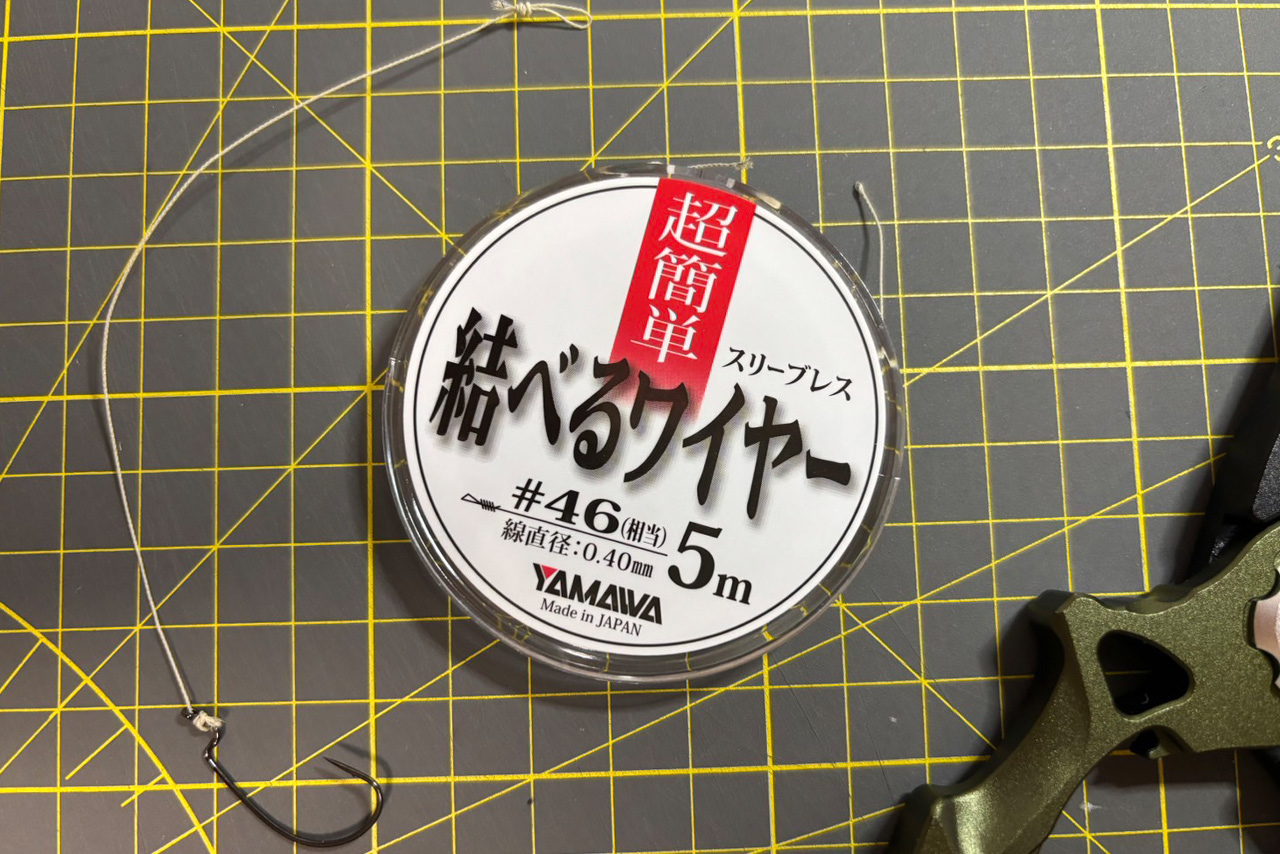 超簡単
スリーブレス
結べるワイヤー
#46(相当)
線直径:0.40mm
5m
YAMAWA
Made in JAPAN